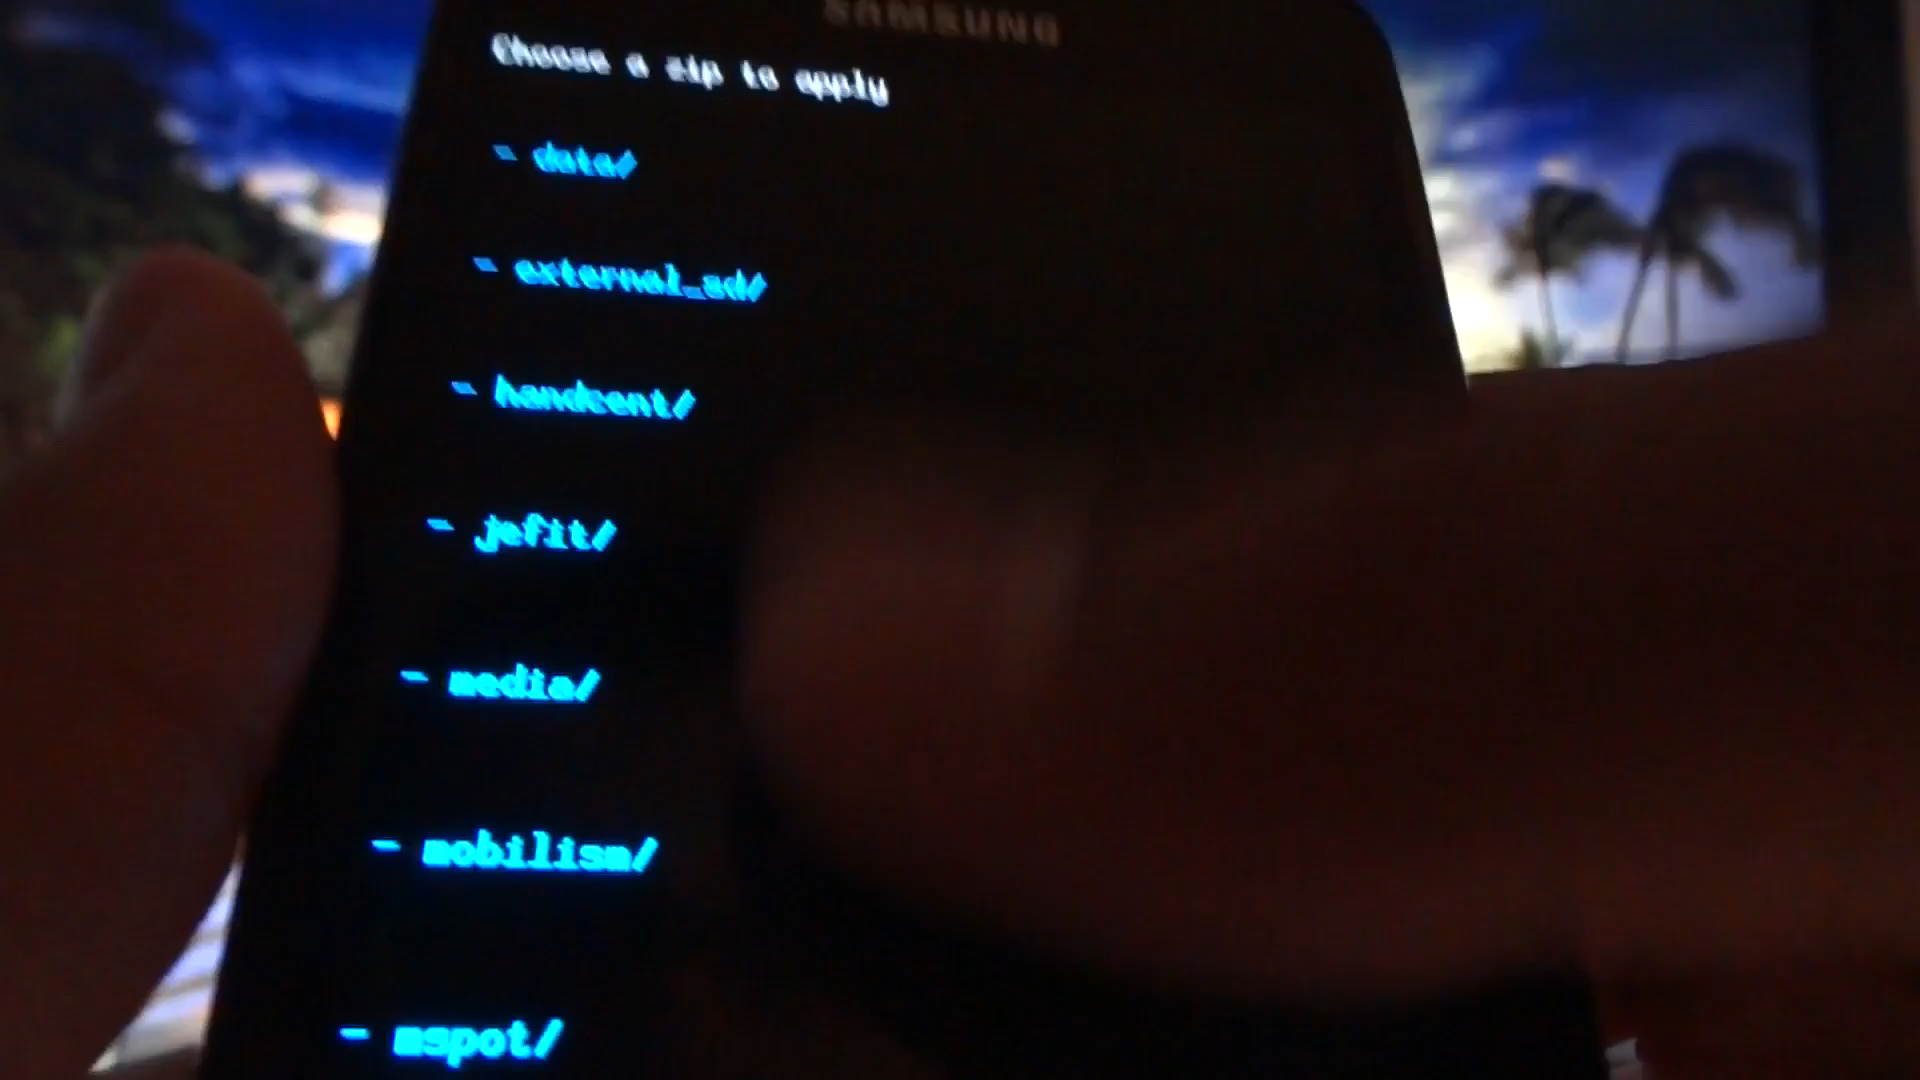 SAMSUNG
Choose a zip to apply
- data/
- external_sd/
- handcent/
- jefit/
- media/
- mobilism/
- mspot/